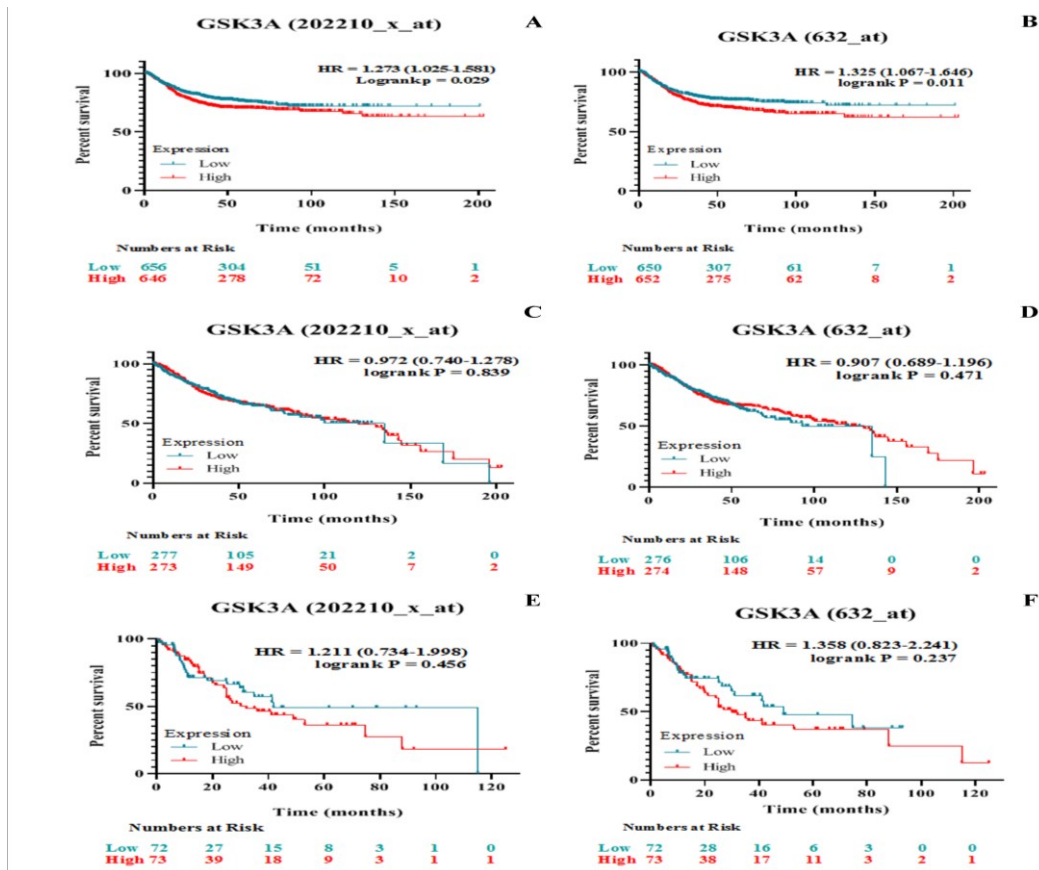 A
GSK3A (202210_x_at)
HR = 1.273 (1.025-1.581)
Logrankp = 0.029
100
50
0
Percent survival
Expression
Low
High
0 50 100 150 200
Time (months)
Numbers at Risk
Low 656 304 51 5 1
High 646 278 72 10 2
B
GSK3A (632_at)
HR = 1.325 (1.067-1.646)
logrank P = 0.011
100
50
0
Percent survival
Expression
Low
High
0 50 100 150 200
Time (months)
Numbers at Risk
Low 650 307 61 7 1
High 652 275 62 8 2
C
GSK3A (202210_x_at)
HR = 0.972 (0.740-1.278)
logrank P = 0.839
100
50
0
Percent survival
Expression
Low
High
0 50 100 150 200
Time (months)
Numbers at Risk
Low 277 105 21 2 0
High 273 149 50 7 2
D
GSK3A (632_at)
HR = 0.907 (0.689-1.196)
logrank P = 0.471
100
50
0
Percent survival
Expression
Low
High
0 50 100 150 200
Time (months)
Numbers at Risk
Low 276 106 14 0 0
High 274 148 57 9 2
E
GSK3A (202210_x_at)
HR = 1.211 (0.734-1.998)
logrank P = 0.456
100
50
0
Percent survival
Expression
Low
High
0 20 40 60 80 100 120
Time (months)
Numbers at Risk
Low 72 27 15 8 3 1 0
High 73 39 18 9 3 1 1
F
GSK3A (632_at)
HR = 1.358 (0.823-2.241)
logrank P = 0.237
100
50
0
Percent survival
Expression
Low
High
0 20 40 60 80 100 120
Time (months)
Numbers at Risk
Low 72 28 16 6 3 0 0
High 73 38 17 11 3 2 1